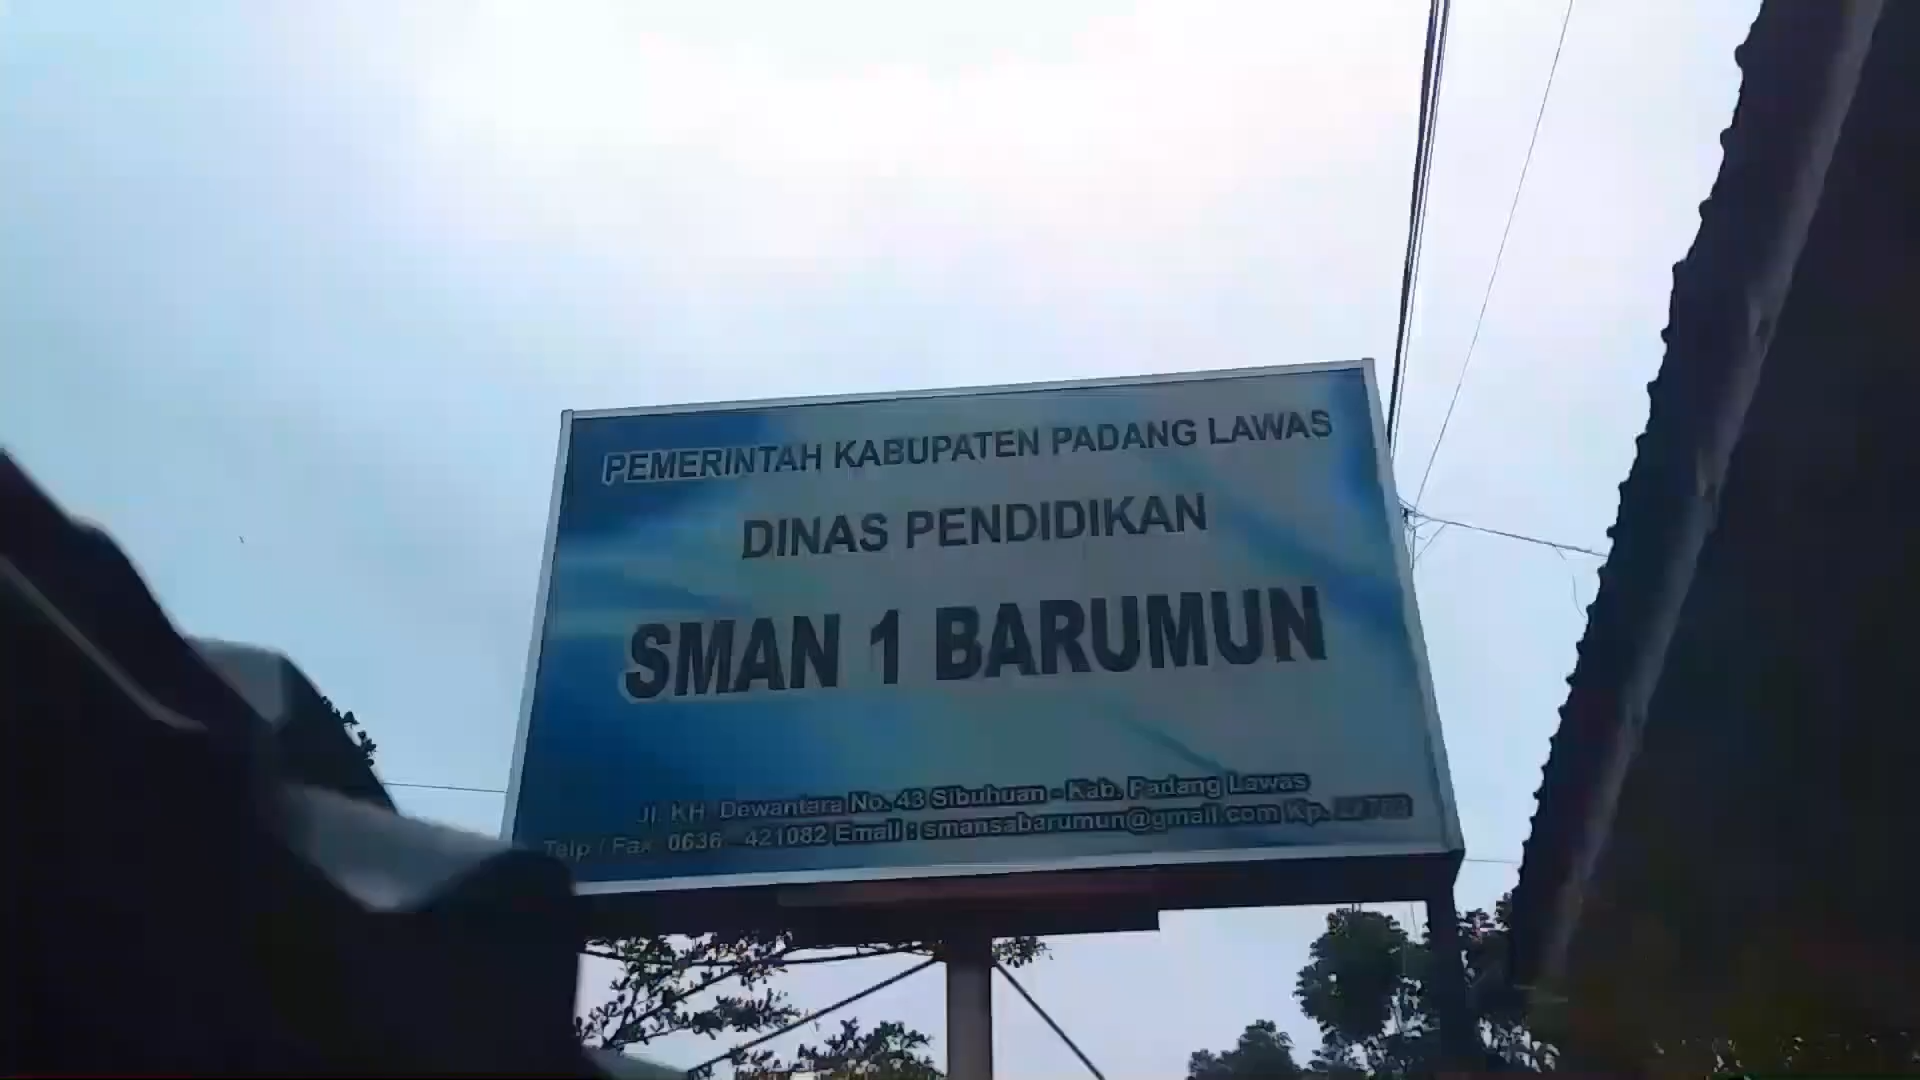 PEMERINTAH KABUPATEN PADANG LAWAS
DINAS PENDIDIKAN
SMAN 1 BARUMUN
Jl. KH. Dewantara No. 43 Sibuhuan - Kab. Padang Lawas
Telp / Fax. 0636 - 421082 Email : smansabarumun@gmail.com Kp.